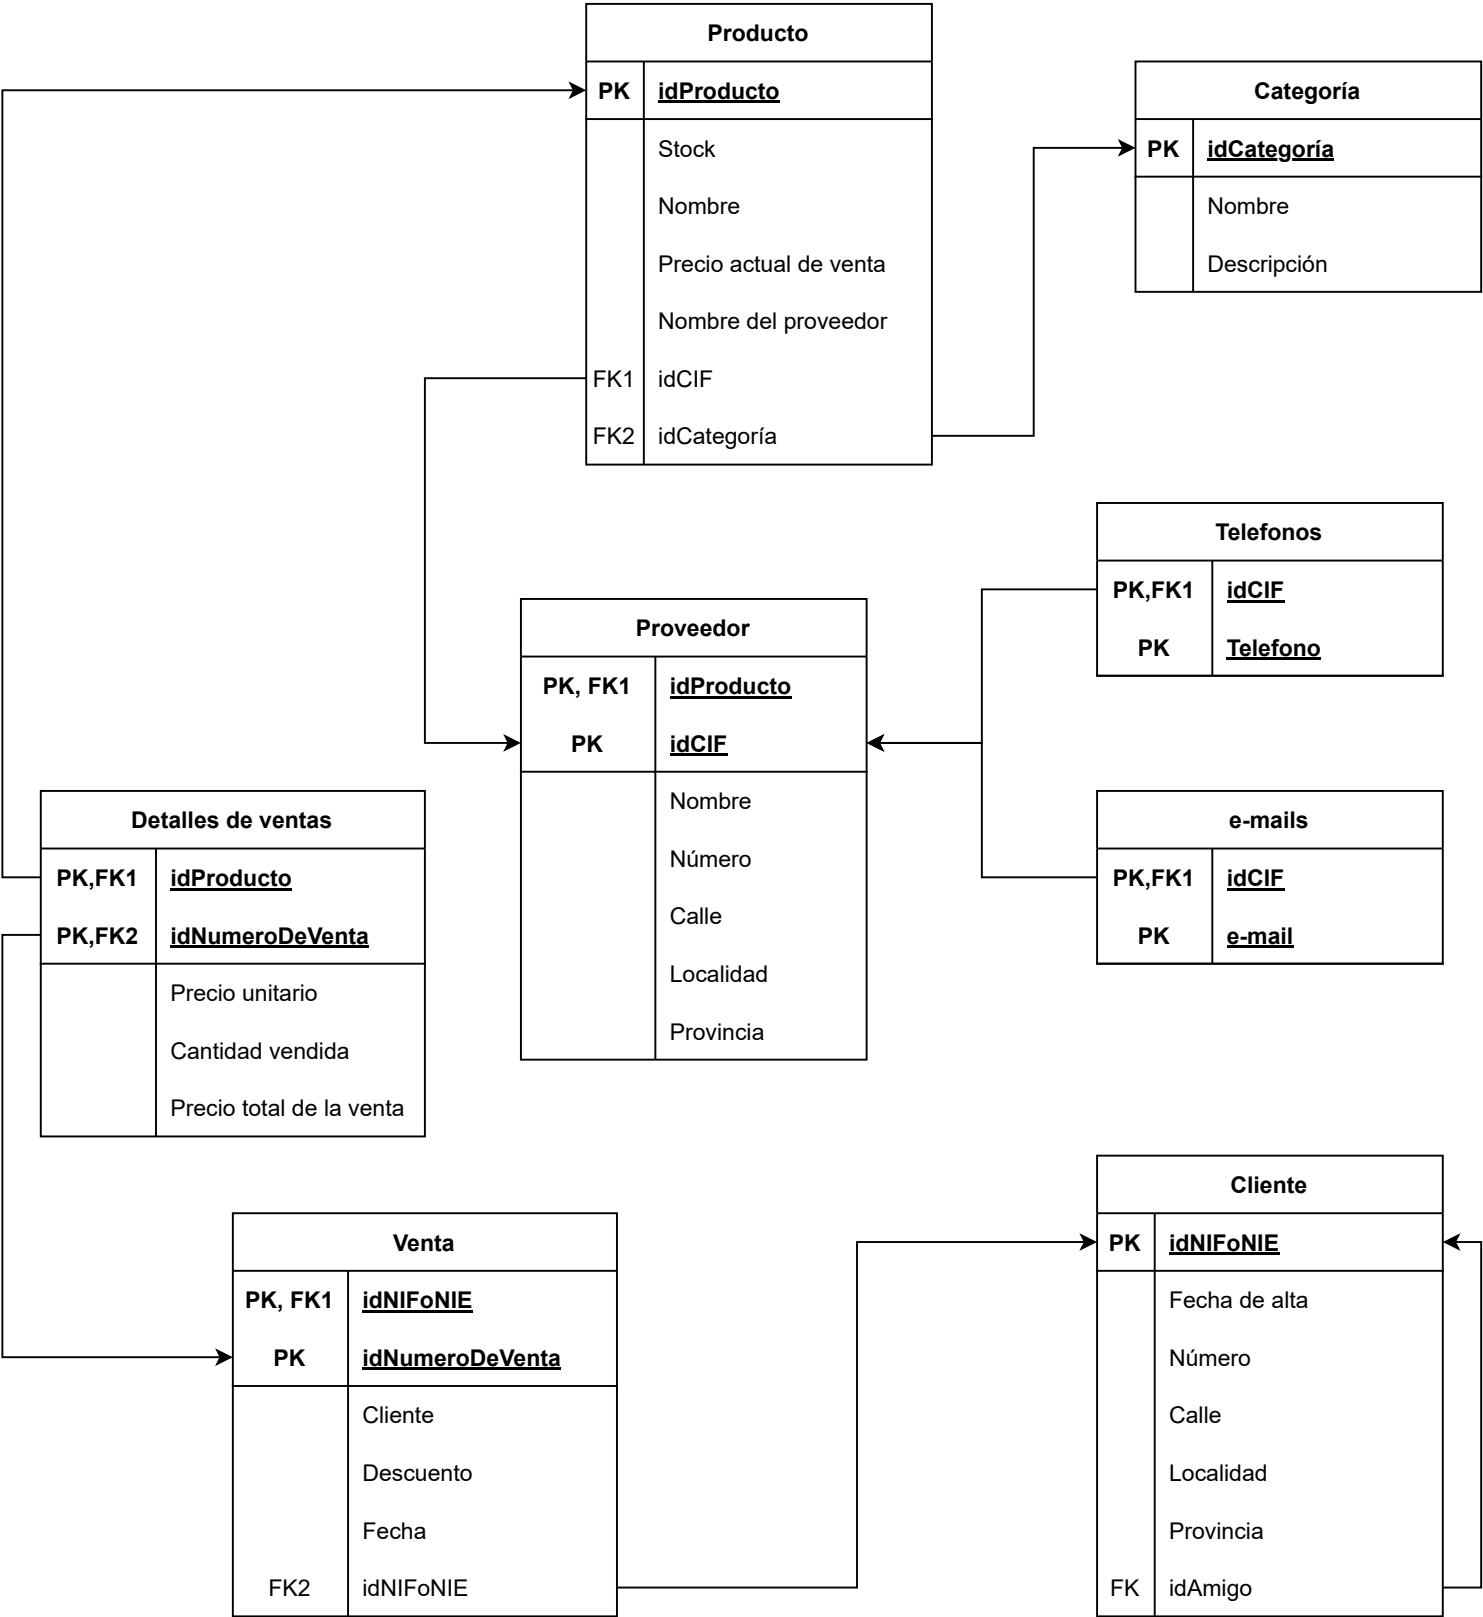 Producto
PK idProducto
Stock
Nombre
Precio actual de venta
Nombre del proveedor
FK1 idCIF
FK2 idCategoría
Categoría
PK idCategoría
Nombre
Descripción
Telefonos
PK,FK1 idCIF
PK Telefono
Proveedor
PK, FK1 idProducto
PK idCIF
Nombre
Número
Calle
Localidad
Provincia
Detalles de ventas
PK,FK1 idProducto
PK,FK2 idNumeroDeVenta
Precio unitario
Cantidad vendida
Precio total de la venta
e-mails
PK,FK1 idCIF
PK e-mail
Venta
PK, FK1 idNIFoNIE
PK idNumeroDeVenta
Cliente
Descuento
Fecha
FK2 idNIFoNIE
Cliente
PK idNIFoNIE
Fecha de alta
Número
Calle
Localidad
Provincia
FK idAmigo